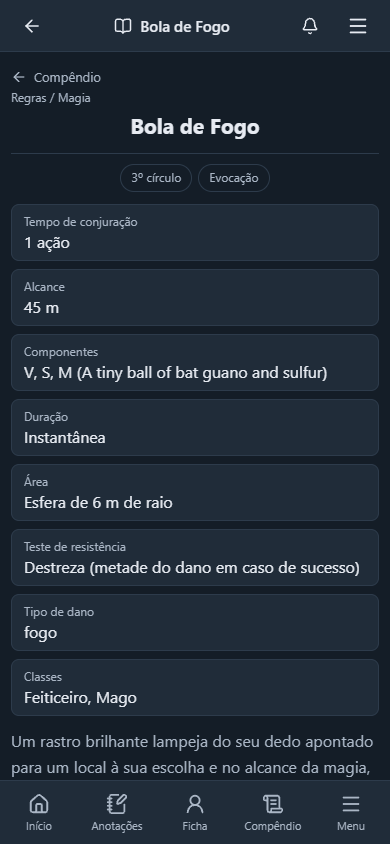 Bola de Fogo
Compêndio
Regras / Magia
Bola de Fogo
3º círculo
Evocação
Tempo de conjuração
1 ação
Alcance
45 m
Componentes
V, S, M (A tiny ball of bat guano and sulfur)
Duração
Instantânea
Área
Esfera de 6 m de raio
Teste de resistência
Destreza (metade do dano em caso de sucesso)
Tipo de dano
fogo
Classes
Feiticeiro, Mago
Um rastro brilhante lampeja do seu dedo apontado
para um local à sua escolha e no alcance da magia,
Início
Anotações
Ficha
Compêndio
Menu